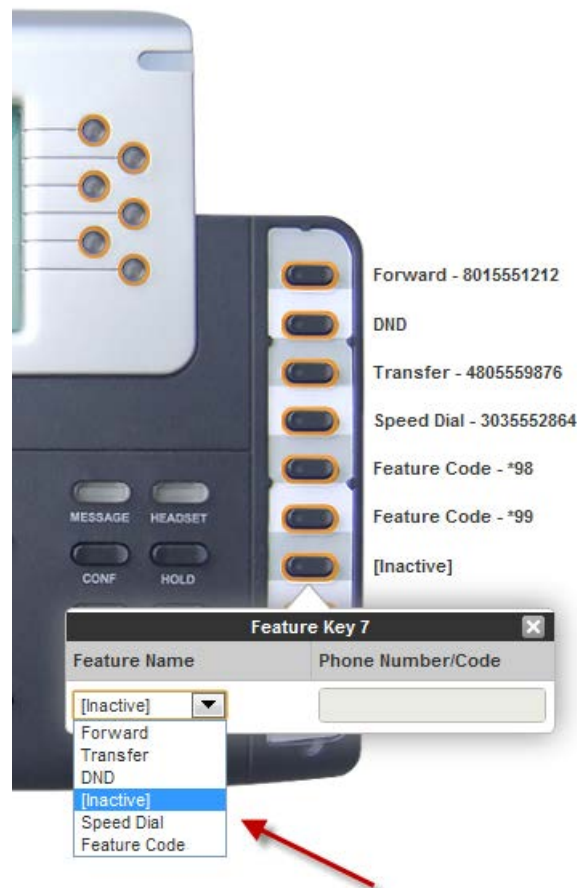 Forward - 8015551212
DND
Transfer - 4805559876
Speed Dial - 3035552864
Feature Code - *98
MESSAGE HEADSET
Feature Code - *99
CONF HOLD
[Inactive]
Feature Key 7
Feature Name Phone Number/Code
[Inactive]
Forward
Transfer
DND
[Inactive]
Speed Dial
Feature Code